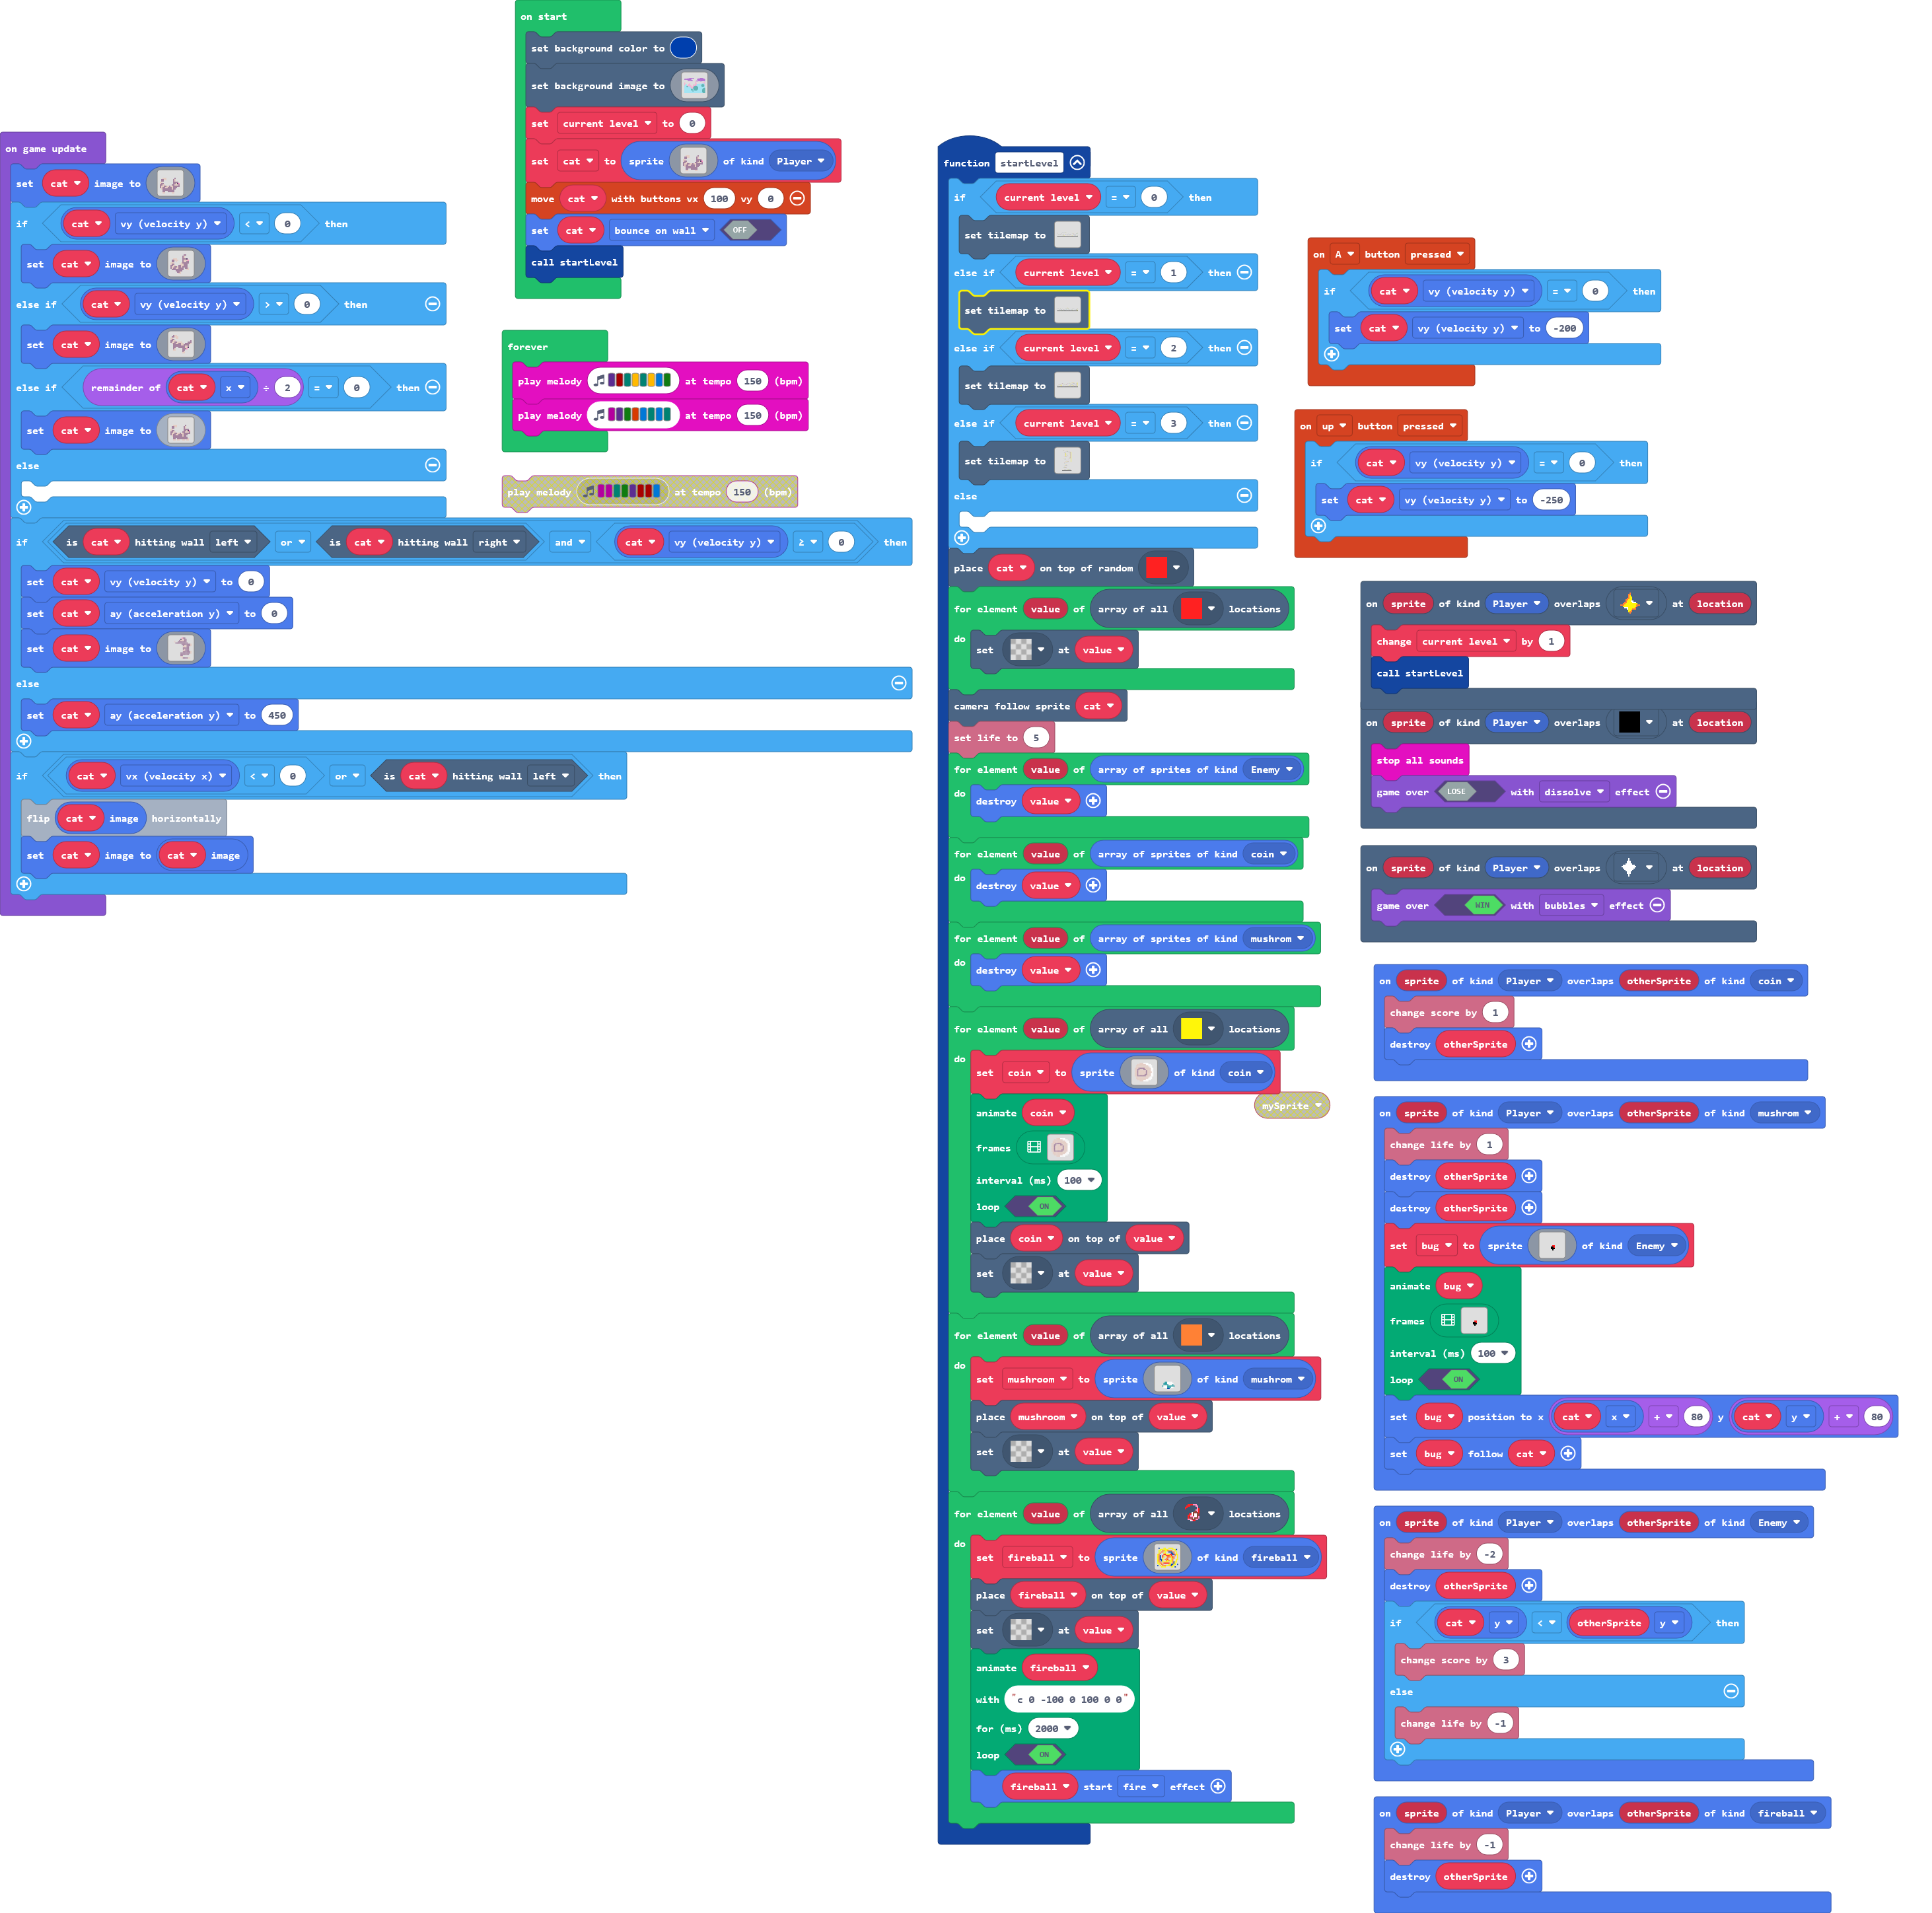 on game update
set cat image to
if cat vy (velocity y) < 0 then
set cat image to
else if cat vy (velocity y) > 0 then
set cat image to
else if remainder of cat x ÷ 2 = 0 then
set cat image to
else
if is cat hitting wall left or is cat hitting wall right and cat vy (velocity y) ≥ 0 then
set cat vy (velocity y) to 0
set cat ay (acceleration y) to 0
set cat image to
else
set cat ay (acceleration y) to 450
if cat vx (velocity x) < 0 or is cat hitting wall left then
flip cat image horizontally
set cat image to cat image
on start
set background color to
set background image to
set current level to 0
set cat to sprite of kind Player
move cat with buttons vx 100 vy 0
set cat bounce on wall OFF
call startLevel
forever
play melody at tempo 150 (bpm)
play melody at tempo 150 (bpm)
play melody at tempo 150 (bpm)
function startLevel
if current level = 0 then
set tilemap to
else if current level = 1 then
set tilemap to
else if current level = 2 then
set tilemap to
else if current level = 3 then
set tilemap to
else
place cat on top of random
for element value of array of all locations
do set at value
camera follow sprite cat
set life to 5
for element value of array of sprites of kind Enemy
do destroy value
for element value of array of sprites of kind coin
do destroy value
for element value of array of sprites of kind mushrom
do destroy value
for element value of array of all locations
do set coin to sprite of kind coin
mySprite
animate coin
frames
interval (ms) 100
loop ON
place coin on top of value
set at value
for element value of array of all locations
do set mushroom to sprite of kind mushrom
place mushroom on top of value
set at value
for element value of array of all locations
do set fireball to sprite of kind fireball
place fireball on top of value
set at value
animate fireball
with "c 0 -100 0 100 0 0"
for (ms) 2000
loop ON
fireball start fire effect
on A button pressed
if cat vy (velocity y) = 0 then
set cat vy (velocity y) to -200
on up button pressed
if cat vy (velocity y) = 0 then
set cat vy (velocity y) to -250
on sprite of kind Player overlaps at location
change current level by 1
call startLevel
on sprite of kind Player overlaps at location
stop all sounds
game over LOSE with dissolve effect
on sprite of kind Player overlaps at location
game over WIN with bubbles effect
on sprite of kind Player overlaps otherSprite of kind coin
change score by 1
destroy otherSprite
on sprite of kind Player overlaps otherSprite of kind mushrom
change life by 1
destroy otherSprite
destroy otherSprite
set bug to sprite of kind Enemy
animate bug
frames
interval (ms) 100
loop ON
set bug position to x cat x + 80 y cat y + 80
set bug follow cat
on sprite of kind Player overlaps otherSprite of kind Enemy
change life by -2
destroy otherSprite
if cat y < otherSprite y then
change score by 3
else
change life by -1
on sprite of kind Player overlaps otherSprite of kind fireball
change life by -1
destroy otherSprite